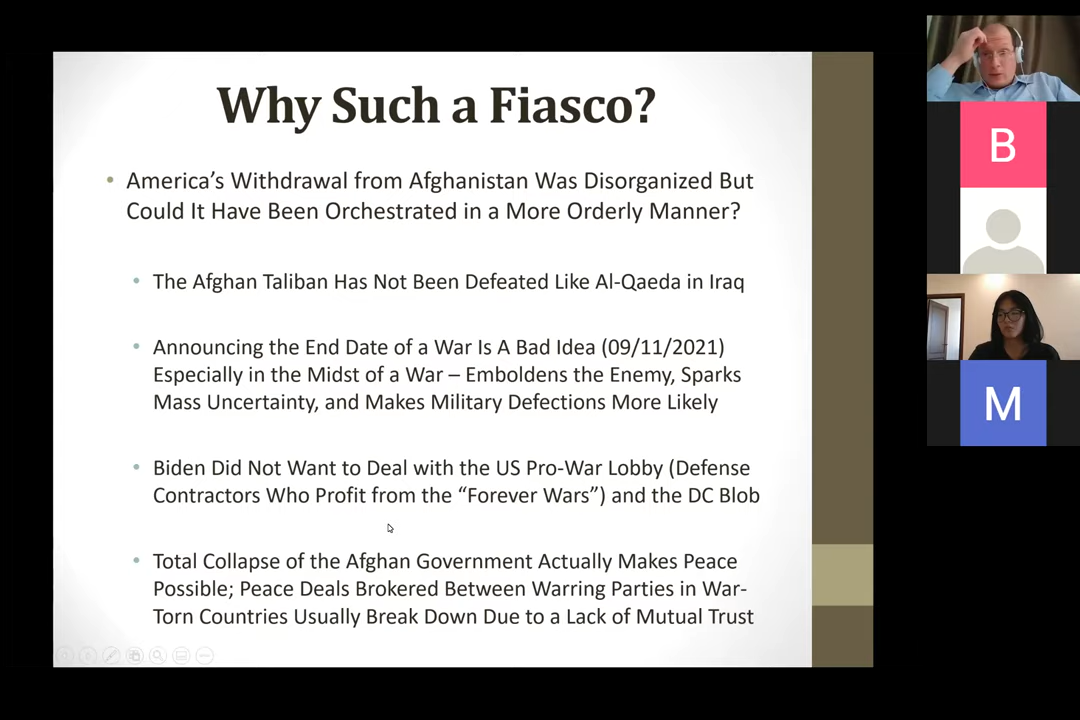 Why Such a Fiasco?
• America’s Withdrawal from Afghanistan Was Disorganized But
Could It Have Been Orchestrated in a More Orderly Manner?
• The Afghan Taliban Has Not Been Defeated Like Al-Qaeda in Iraq
• Announcing the End Date of a War Is A Bad Idea (09/11/2021)
Especially in the Midst of a War – Emboldens the Enemy, Sparks
Mass Uncertainty, and Makes Military Defections More Likely
• Biden Did Not Want to Deal with the US Pro-War Lobby (Defense
Contractors Who Profit from the “Forever Wars”) and the DC Blob
• Total Collapse of the Afghan Government Actually Makes Peace
Possible; Peace Deals Brokered Between Warring Parties in War-
Torn Countries Usually Break Down Due to a Lack of Mutual Trust
B
M